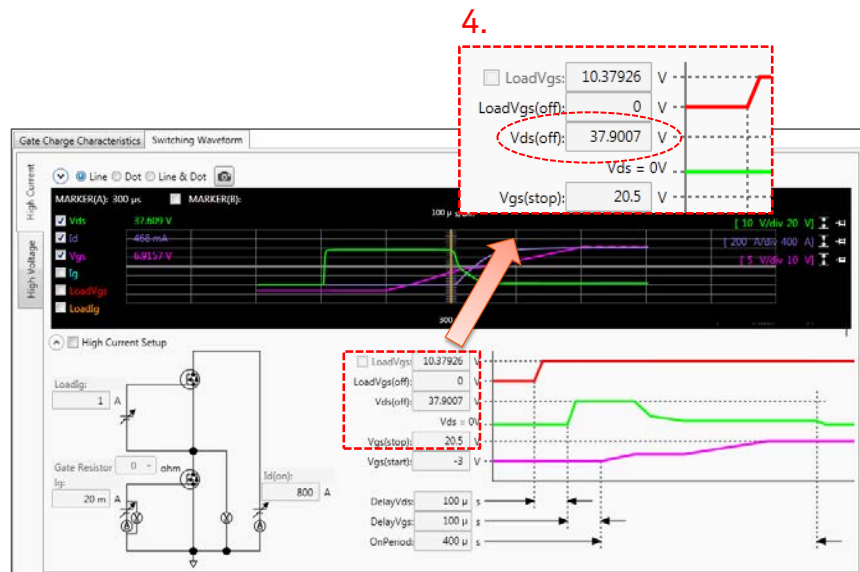 4.
LoadVgs: 10.37926 V
LoadVgs(off): 0 V
Vds(off): 37.9007 V
Vds = 0V
Vgs(stop): 20.5 V
Gate Charge Characteristics Switching Waveform
High Current
High Voltage
Line Dot Line & Dot
MARKER(A): 300 µs MARKER(B):
100 µ s
Vds 37.609 V [ 10 V/div 20 V]
Id 468 mA [ 200 A/div 400 A]
Vgs 6.9157 V [ 5 V/div 10 V]
Ig
LoadVgs
LoadIg
300
High Current Setup
LoadIg:
1 A
Gate Resistor 0 ohm
Ig:
20 m A
A V
V
A
Id(on):
800 A
LoadVgs: 10.37926 V
LoadVgs(off): 0 V
Vds(off): 37.9007 V
Vds = 0V
Vgs(stop): 20.5 V
Vgs(start): -3 V
DelayVds: 100 µ s
DelayVgs: 100 µ s
OnPeriod: 400 µ s